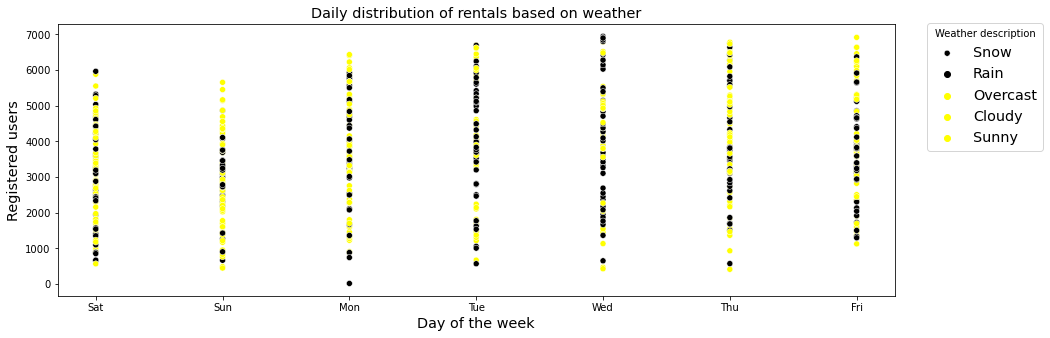 Daily distribution of rentals based on weather
Weather description
Snow
Rain
Overcast
Cloudy
Sunny
Registered users
7000
6000
5000
4000
3000
2000
1000
0
Sat Sun Mon Tue Wed Thu Fri
Day of the week